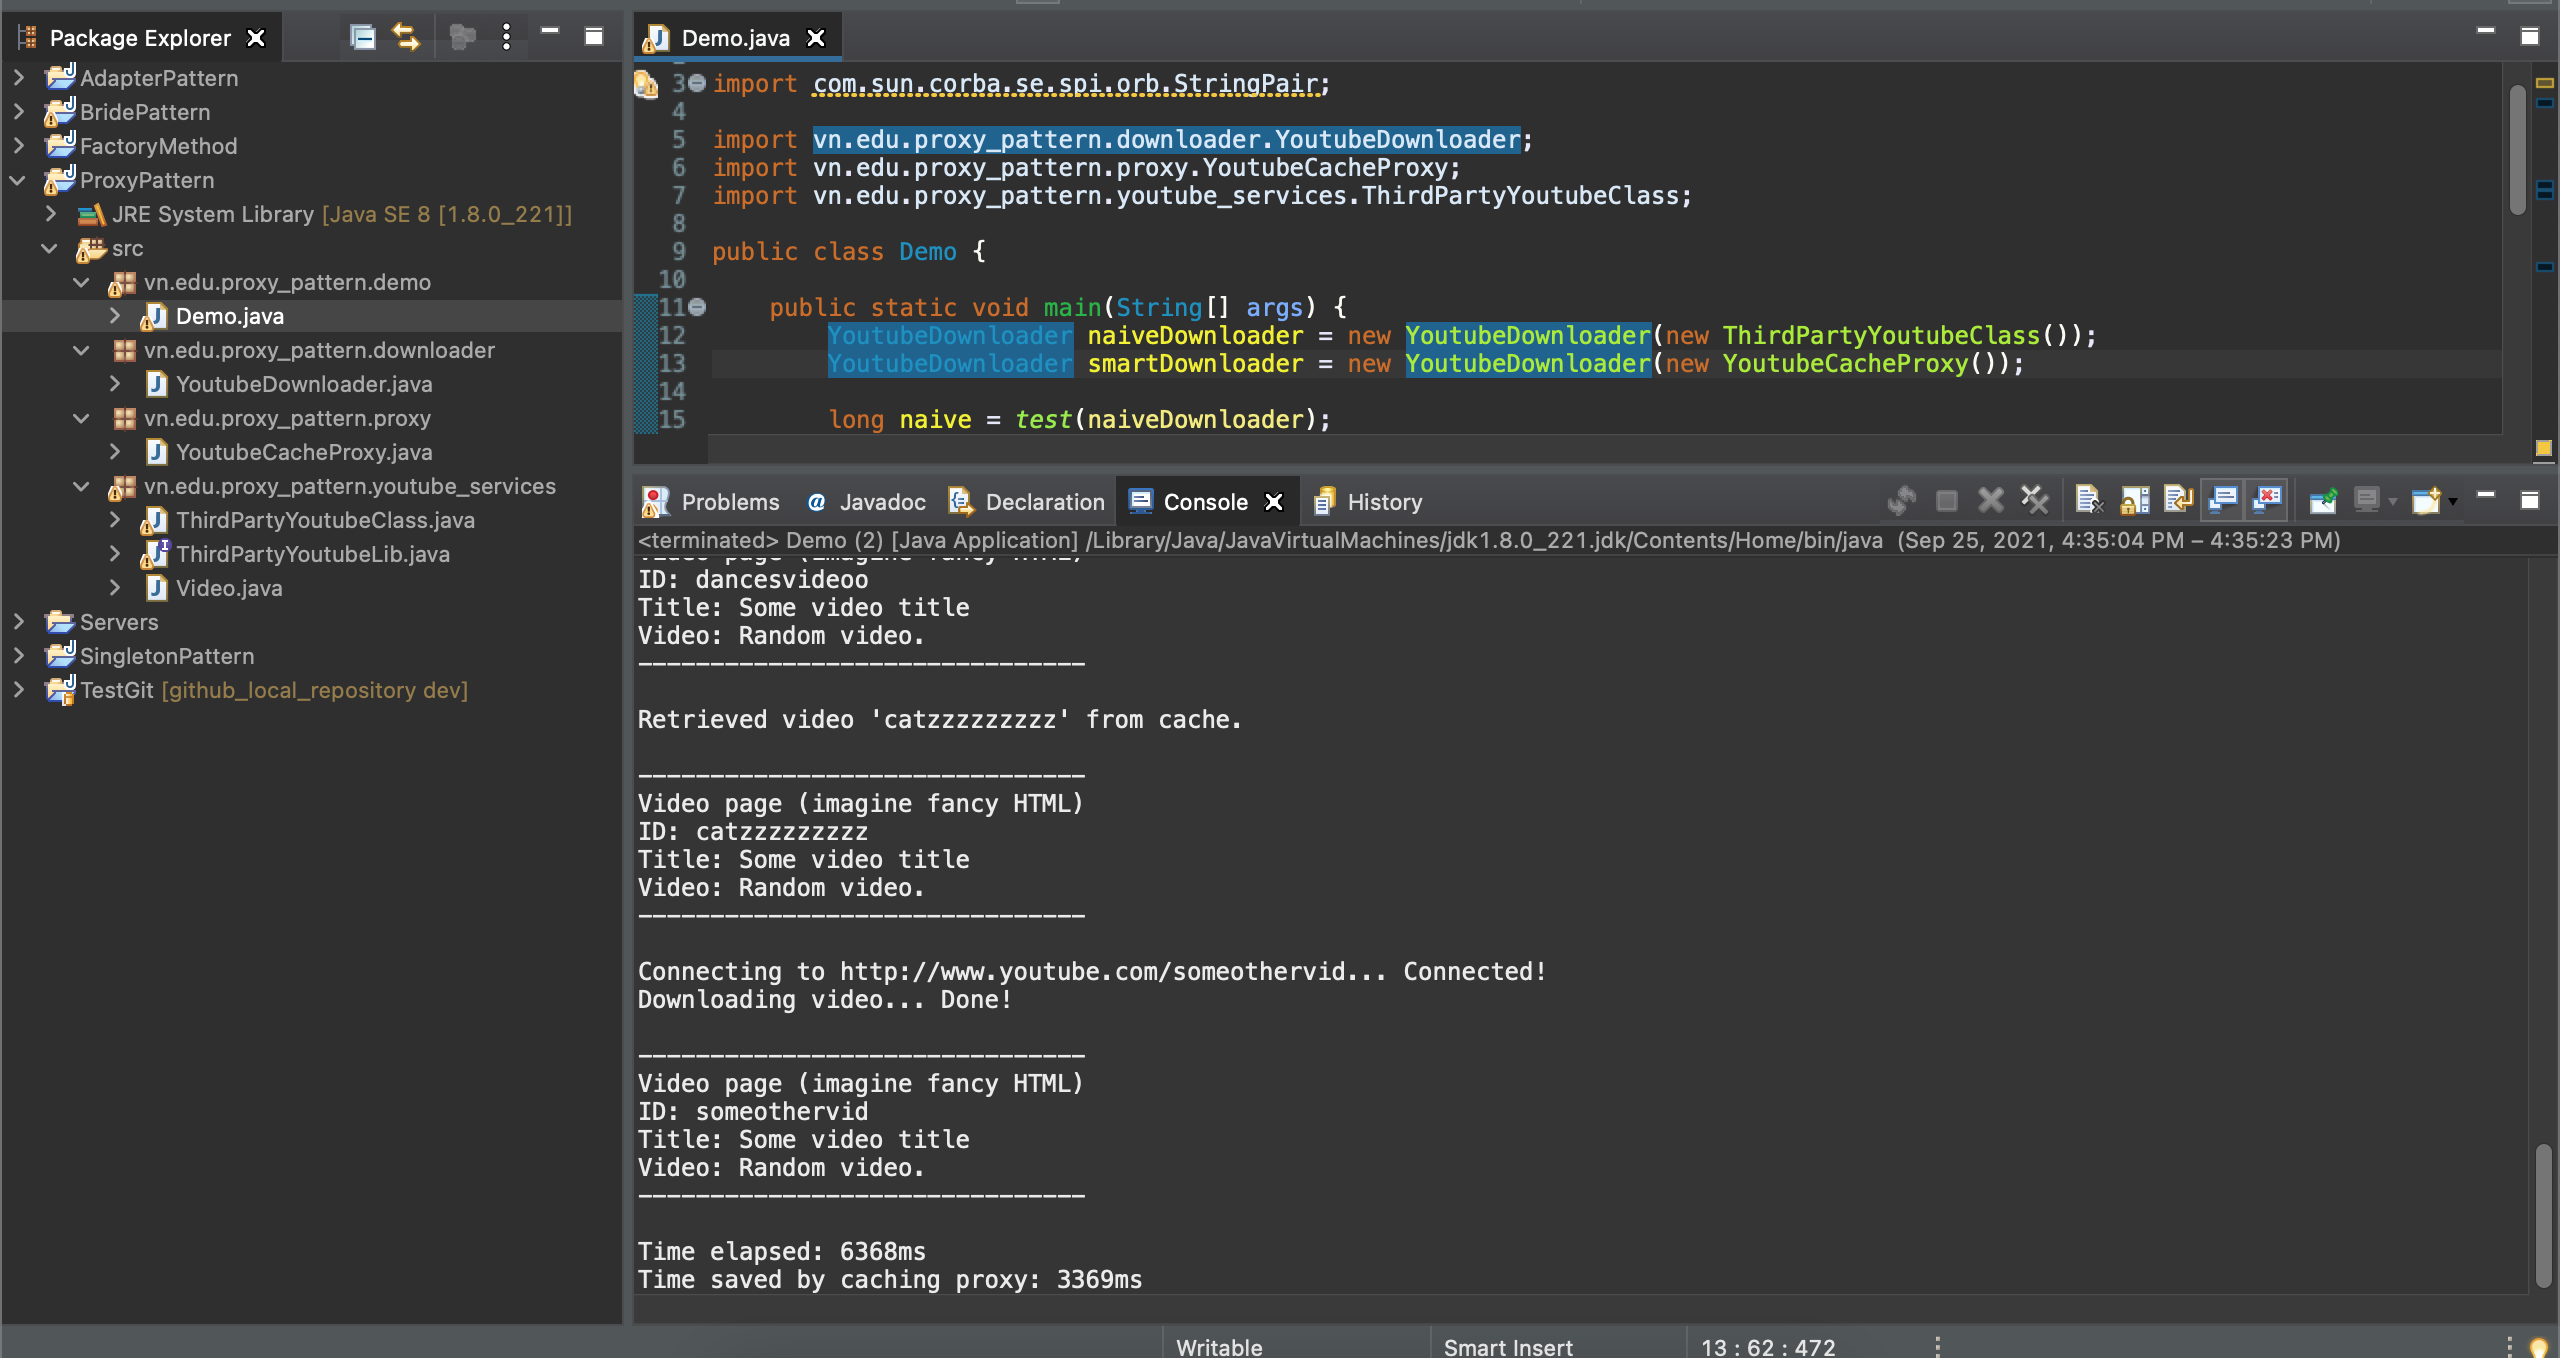 Package Explorer
AdapterPattern
BridePattern
FactoryMethod
ProxyPattern
JRE System Library [Java SE 8 [1.8.0_221]]
src
vn.edu.proxy_pattern.demo
Demo.java
vn.edu.proxy_pattern.downloader
YoutubeDownloader.java
vn.edu.proxy_pattern.proxy
YoutubeCacheProxy.java
vn.edu.proxy_pattern.youtube_services
ThirdPartyYoutubeClass.java
ThirdPartyYoutubeLib.java
Video.java
Servers
SingletonPattern
TestGit [github_local_repository dev]
Demo.java
3 import com.sun.corba.se.spi.orb.StringPair;
4
5 import vn.edu.proxy_pattern.downloader.YoutubeDownloader;
6 import vn.edu.proxy_pattern.proxy.YoutubeCacheProxy;
7 import vn.edu.proxy_pattern.youtube_services.ThirdPartyYoutubeClass;
8
9 public class Demo {
10
11 public static void main(String[] args) {
12 YoutubeDownloader naiveDownloader = new YoutubeDownloader(new ThirdPartyYoutubeClass());
13 YoutubeDownloader smartDownloader = new YoutubeDownloader(new YoutubeCacheProxy());
14
15 long naive = test(naiveDownloader);
Problems @ Javadoc Declaration Console History
<terminated> Demo (2) [Java Application] /Library/Java/JavaVirtualMachines/jdk1.8.0_221.jdk/Contents/Home/bin/java (Sep 25, 2021, 4:35:04 PM – 4:35:23 PM)
Video page (imagine fancy HTML)
ID: dancesvideoo
Title: Some video title
Video: Random video.
-------------------------------
Retrieved video 'catzzzzzzzzz' from cache.
-------------------------------
Video page (imagine fancy HTML)
ID: catzzzzzzzzz
Title: Some video title
Video: Random video.
-------------------------------
Connecting to http://www.youtube.com/someothervid... Connected!
Downloading video... Done!
-------------------------------
Video page (imagine fancy HTML)
ID: someothervid
Title: Some video title
Video: Random video.
-------------------------------
Time elapsed: 6368ms
Time saved by caching proxy: 3369ms
Writable Smart Insert 13 : 62 : 472